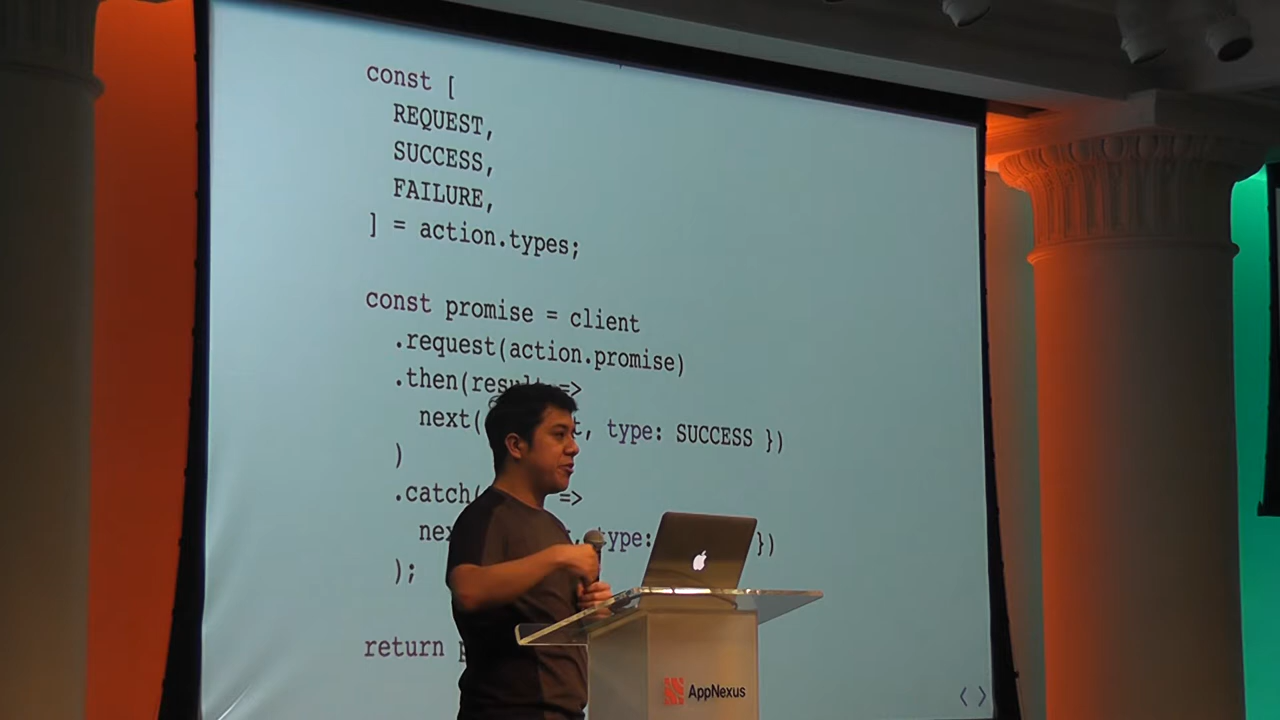 const [
REQUEST,
SUCCESS,
FAILURE,
] = action.types;
const promise = client
.request(action.promise)
.then(result =>
next( , type: SUCCESS })
)
.catch( =>
type: })
);
return
AppNexus
< >